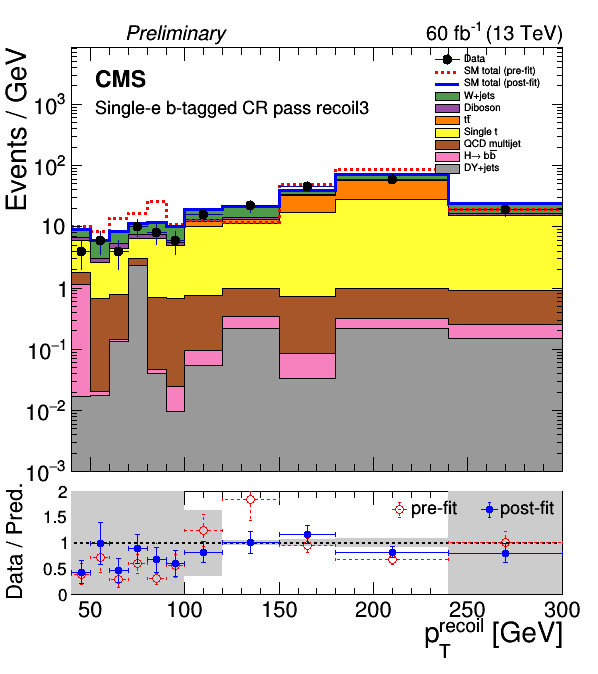 Preliminary 60 fb⁻¹ (13 TeV)
CMS
Single-e b-tagged CR pass recoil3
Data
SM total (pre-fit)
SM total (post-fit)
W+jets
Diboson
tt̅
Single t
QCD multijet
H→ bb̅
DY+jets
Events / GeV
10³
10²
10
1
10⁻¹
10⁻²
10⁻³
Data / Pred.
2
1.5
1
0.5
0
pre-fit post-fit
50 100 150 200 250 300
p_T^recoil [GeV]